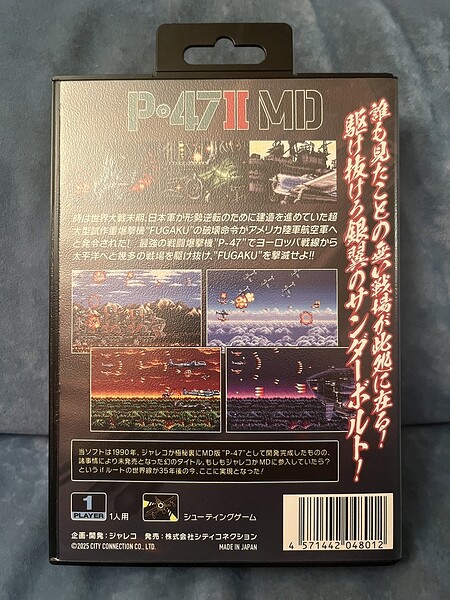 P-47 II MD
誰も見たことの無い戦場が此処に在る!
駆け抜けろ銀翼のサンダーボルト!
時は世界大戦末期、日本軍が形勢逆転のために建造を進めていた超
大型試作重爆撃機"FUGAKU"の破壊命令がアメリカ陸軍航空軍へ
と発令された! 最強の戦闘爆撃機"P-47"でヨーロッパ戦線から
太平洋へと幾多の戦場を駆け抜け、"FUGAKU"を撃滅せよ!!
当ソフトは1990年、ジャレコが極秘裏にMD版"P-47"として開発完成したものの、
諸事情により未発売となった幻のタイトル。もしもジャレコがMDに参入していたら?
というifルートの世界線が35年後の今、ここに実現となった!
1
PLAYER
1人用
シューティングゲーム
企画・開発:ジャレコ 発売:株式会社シティコネクション
©2025 CITY CONNECTION CO., LTD. MADE IN JAPAN
4 571442 048012